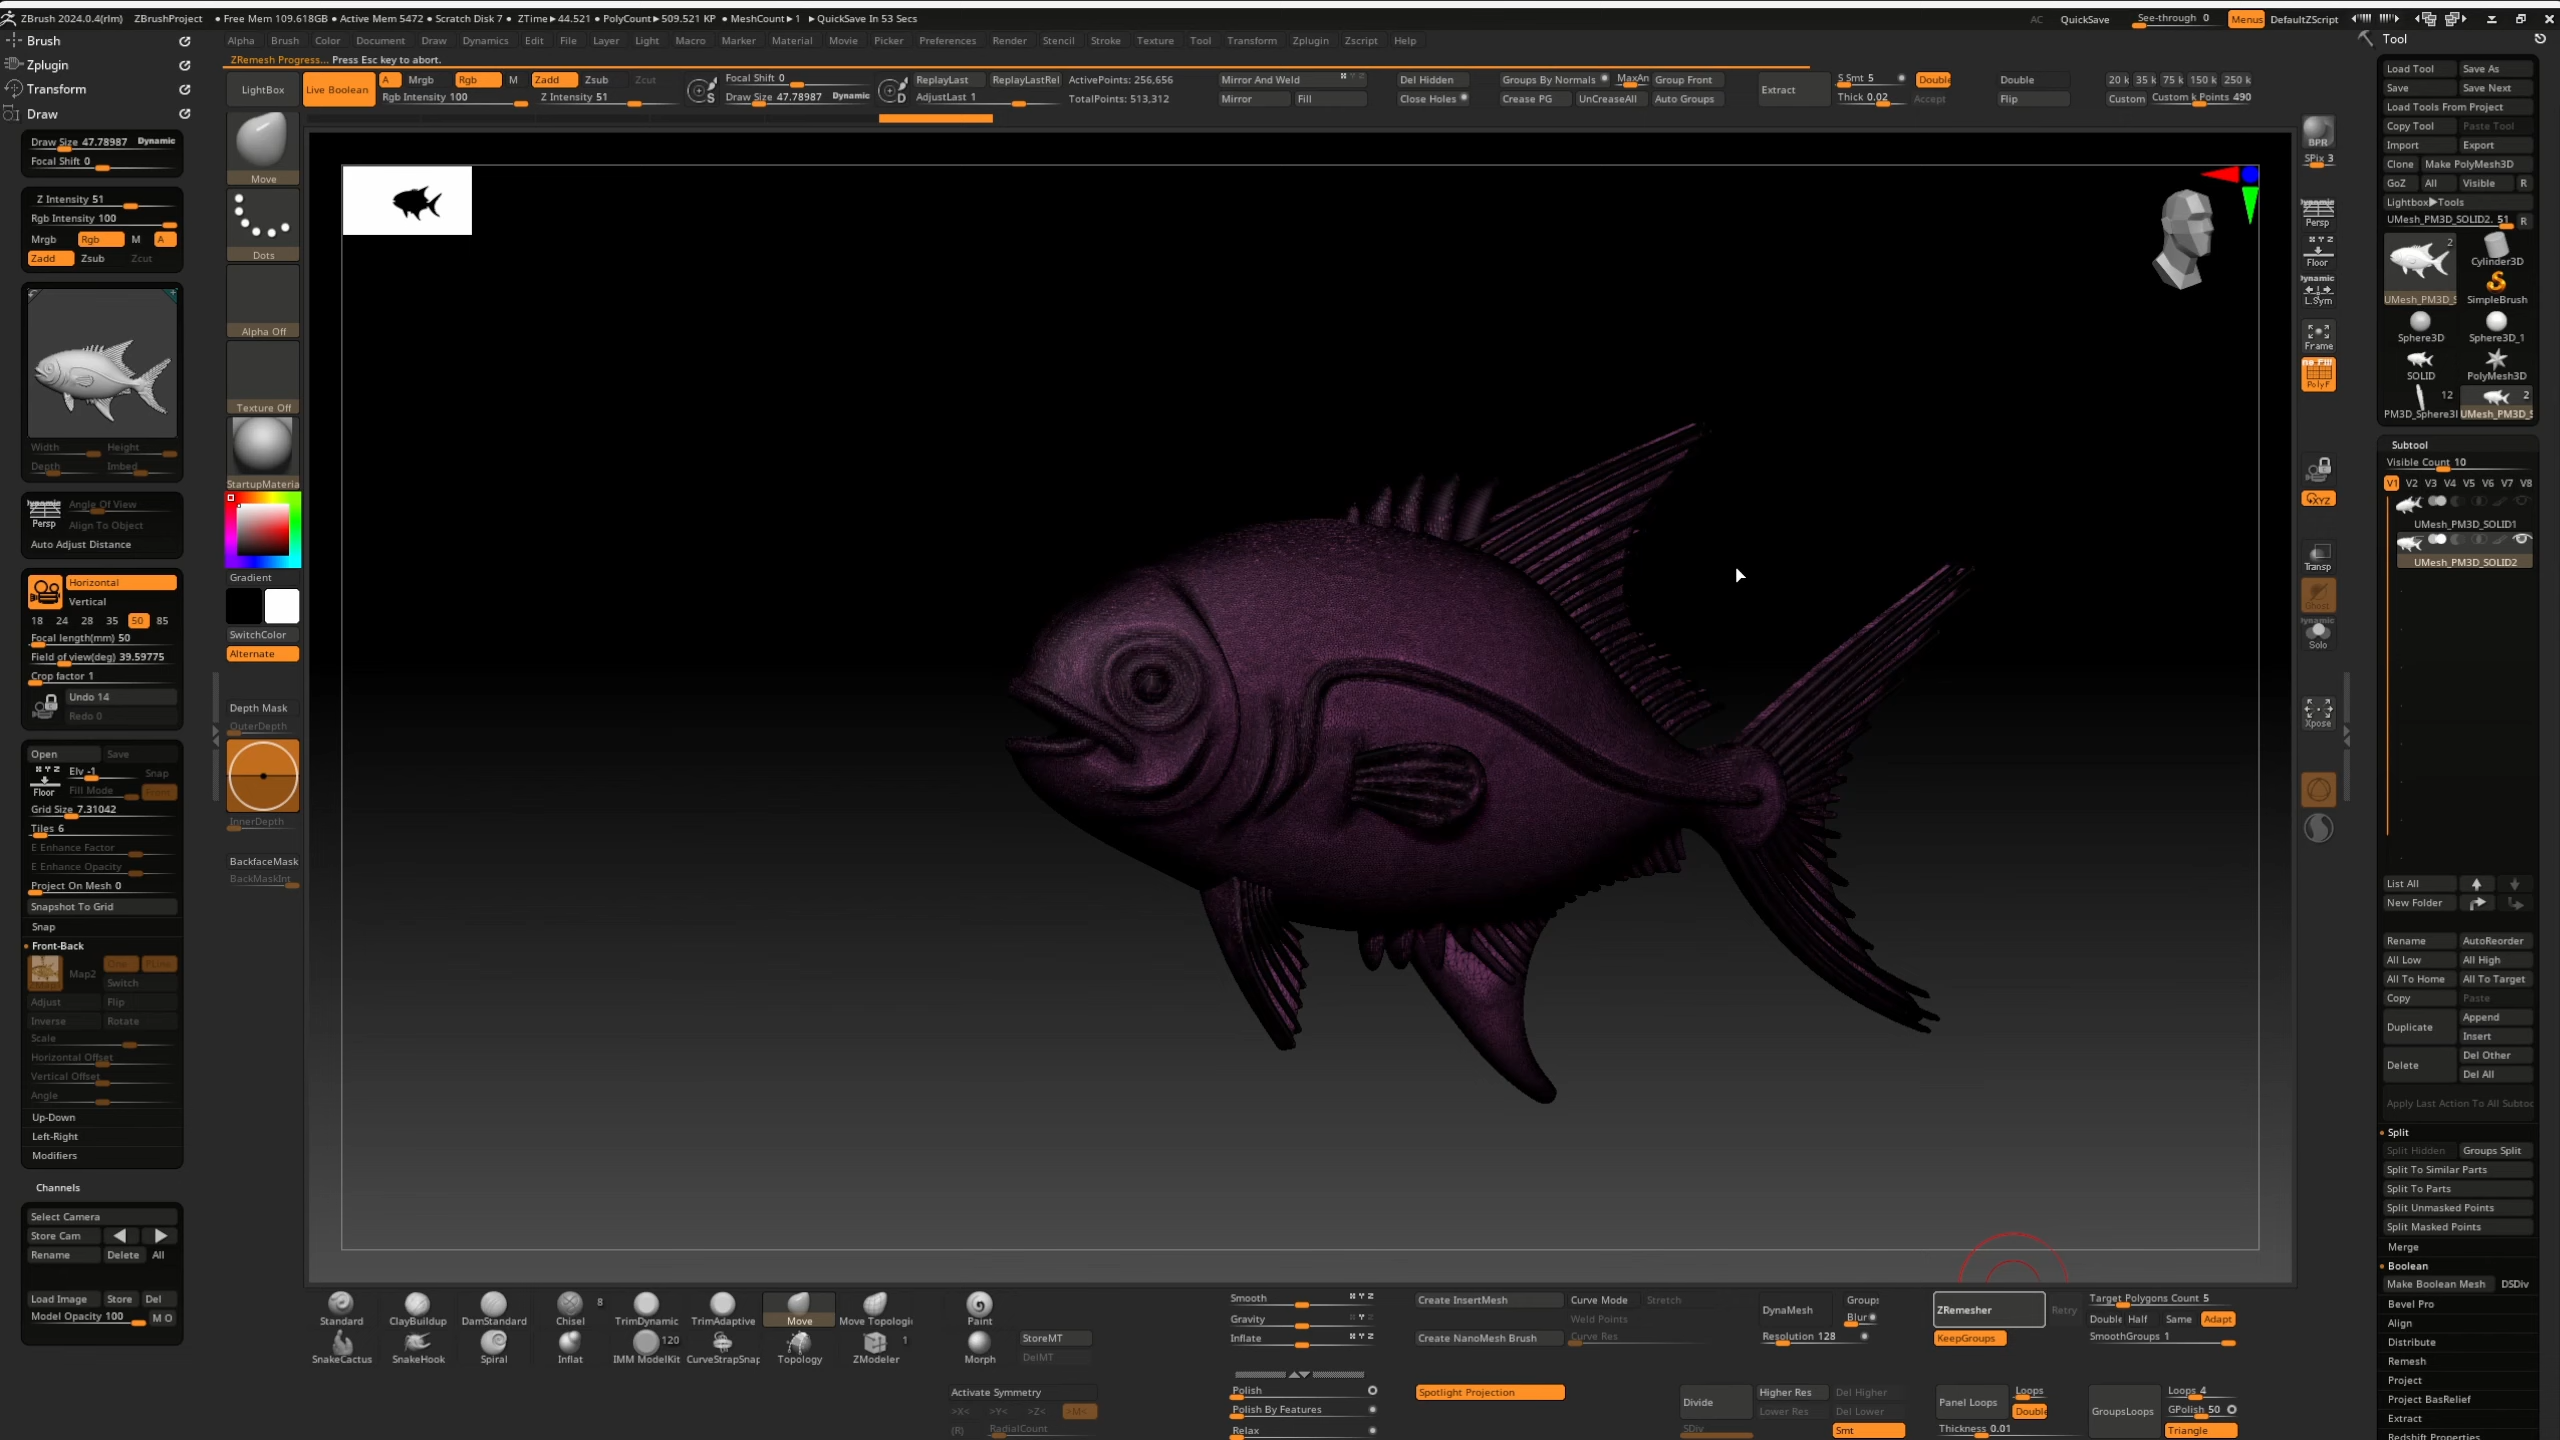 ZBrush 2024.0.4(rlm) ZBrushProject • Free Mem 109.618GB • Active Mem 5472 • Scratch Disk 7 • ZTime▶44.521 • PolyCount▶509.521 KP • MeshCount▶1 ▶QuickSave In 53 Secs AC QuickSave See-through 0 Menus DefaultZScript
Alpha Brush Color Document Draw Dynamics Edit File Layer Light Macro Marker Material Movie Picker Preferences Render Stencil Stroke Texture Tool Transform Zplugin Zscript Help
ZRemesh Progress... Press Esc key to abort.
LightBox Live Boolean A Mrgb Rgb M Zadd Zsub Zcut
Rgb Intensity 100 Z Intensity 51
Focal Shift 0
Draw Size 47.78987 Dynamic
S D
ReplayLast ReplayLastRel
AdjustLast 1
ActivePoints: 256,656
TotalPoints: 513,312
Mirror And Weld
Mirror Fill
Del Hidden
Close Holes
Groups By Normals MaxAn Group Front
Crease PG UnCreaseAll Auto Groups
Extract S Smt 5 Double
Thick 0.02 Accept
Double
Flip
20 k 35 k 75 k 150 k 250 k
Custom Custom k Points 490
Brush
Zplugin
Transform
Draw
Draw Size 47.78987 Dynamic
Focal Shift 0
Z Intensity 51
Rgb Intensity 100
Mrgb Rgb M A
Zadd Zsub Zcut
Width Height
Depth Imbed
Angle Of View
Persp Align To Object
Auto Adjust Distance
Horizontal
Vertical
18 24 28 35 50 85
Focal length(mm) 50
Field of view(deg) 39.59775
Crop factor 1
Undo 14
Redo 0
Open Save
Elv -1 Snap
Floor Fill Mode Front
Grid Size 7.31042
Tiles 6
E Enhance Factor
E Enhance Opacity
Project On Mesh 0
Snapshot To Grid
Snap
Front-Back
Map2 One
Switch
Adjust Flip
Inverse Rotate
Scale
Horizontal Offset
Vertical Offset
Angle
Up-Down
Left-Right
Modifiers
Channels
Select Camera
Store Cam
Rename Delete All
Load Image Store Del
Model Opacity 100 M O
Move
Dots
Alpha Off
Texture Off
StartupMateria
Gradient
SwitchColor
Alternate
Depth Mask
OuterDepth
InnerDepth
BackfaceMask
BackMaskInt
BPR
SPix 3
Dynamic
Persp
Floor
Dynamic
L.Sym
Frame
PolyF
XYZ
Transp
Ghost
Dynamic
Solo
Xpose
Tool
Load Tool Save As
Save Save Next
Load Tools From Project
Copy Tool Paste Tool
Import Export
Clone Make PolyMesh3D
GoZ All Visible R
Lightbox▶Tools
UMesh_PM3D_SOLID2. 51 R
2
Cylinder3D
UMesh_PM3D_S SimpleBrush
Sphere3D Sphere3D_1
SOLID PolyMesh3D
12 2
PM3D_Sphere3I UMesh_PM3D_S
Subtool
Visible Count 10
V1 V2 V3 V4 V5 V6 V7 V8
UMesh_PM3D_SOLID1
UMesh_PM3D_SOLID2
List All
New Folder
Rename AutoReorder
All Low All High
All To Home All To Target
Copy Paste
Duplicate Append
Insert
Delete Del Other
Del All
Apply Last Action To All Subtoo
Split
Split Hidden Groups Split
Split To Similar Parts
Split To Parts
Split Unmasked Points
Split Masked Points
Merge
Boolean
Make Boolean Mesh DSDiv
Bevel Pro
Align
Distribute
Remesh
Project
Project BasRelief
Extract
Redshift Properties
Standard ClayBuildup DamStandard Chisel 8 TrimDynamic TrimAdaptive Move Move Topologi Paint
SnakeCactus SnakeHook Spiral Inflat IMM ModelKit 120 CurveStrapSnap Topology ZModeler 1 Morph
StoreMT
DelMT
Activate Symmetry
>X< >Y< >Z< >M<
(R) RadialCount
Smooth
Gravity
Inflate
Polish
Polish By Features
Relax
Create InsertMesh Curve Mode Stretch
Weld Points
Create NanoMesh Brush Curve Res
Spotlight Projection
DynaMesh Groups
Blur
Resolution 128
Divide Higher Res Del Higher
Lower Res Del Lower
SDiv Smt
ZRemesher Retry Target Polygons Count 5
Double Half Same Adapt
KeepGroups SmoothGroups 1
Panel Loops Loops
Double
Thickness 0.01
GroupsLoops Loops 4
GPolish 50
Triangle